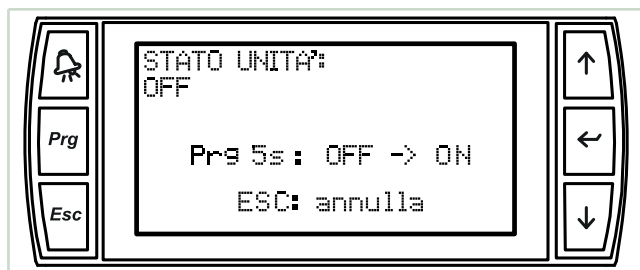 STATO UNITA':
OFF
Prg
Prg 5s: OFF -> ON
Esc
ESC: annulla